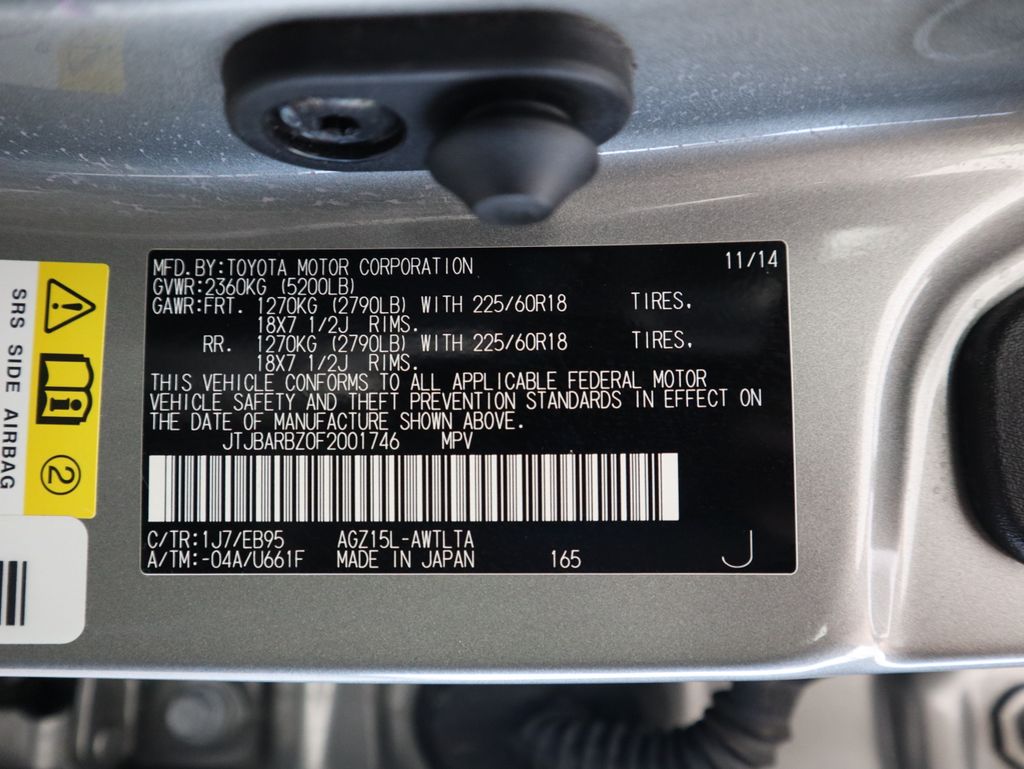 MFD.BY:TOYOTA MOTOR CORPORATION 11/14
GVWR:2360KG (5200LB)
GAWR:FRT. 1270KG (2790LB) WITH 225/60R18 TIRES,
18X7 1/2J RIMS.
RR. 1270KG (2790LB) WITH 225/60R18 TIRES,
18X7 1/2J RIMS.
THIS VEHICLE CONFORMS TO ALL APPLICABLE FEDERAL MOTOR
VEHICLE SAFETY AND THEFT PREVENTION STANDARDS IN EFFECT ON
THE DATE OF MANUFACTURE SHOWN ABOVE.
JTJBARBZ0F2001746 MPV
C/TR:1J7/EB95 AGZ15L-AWTLTA
A/TM:-04A/U661F MADE IN JAPAN 165 J
SRS SIDE AIRBAG
2